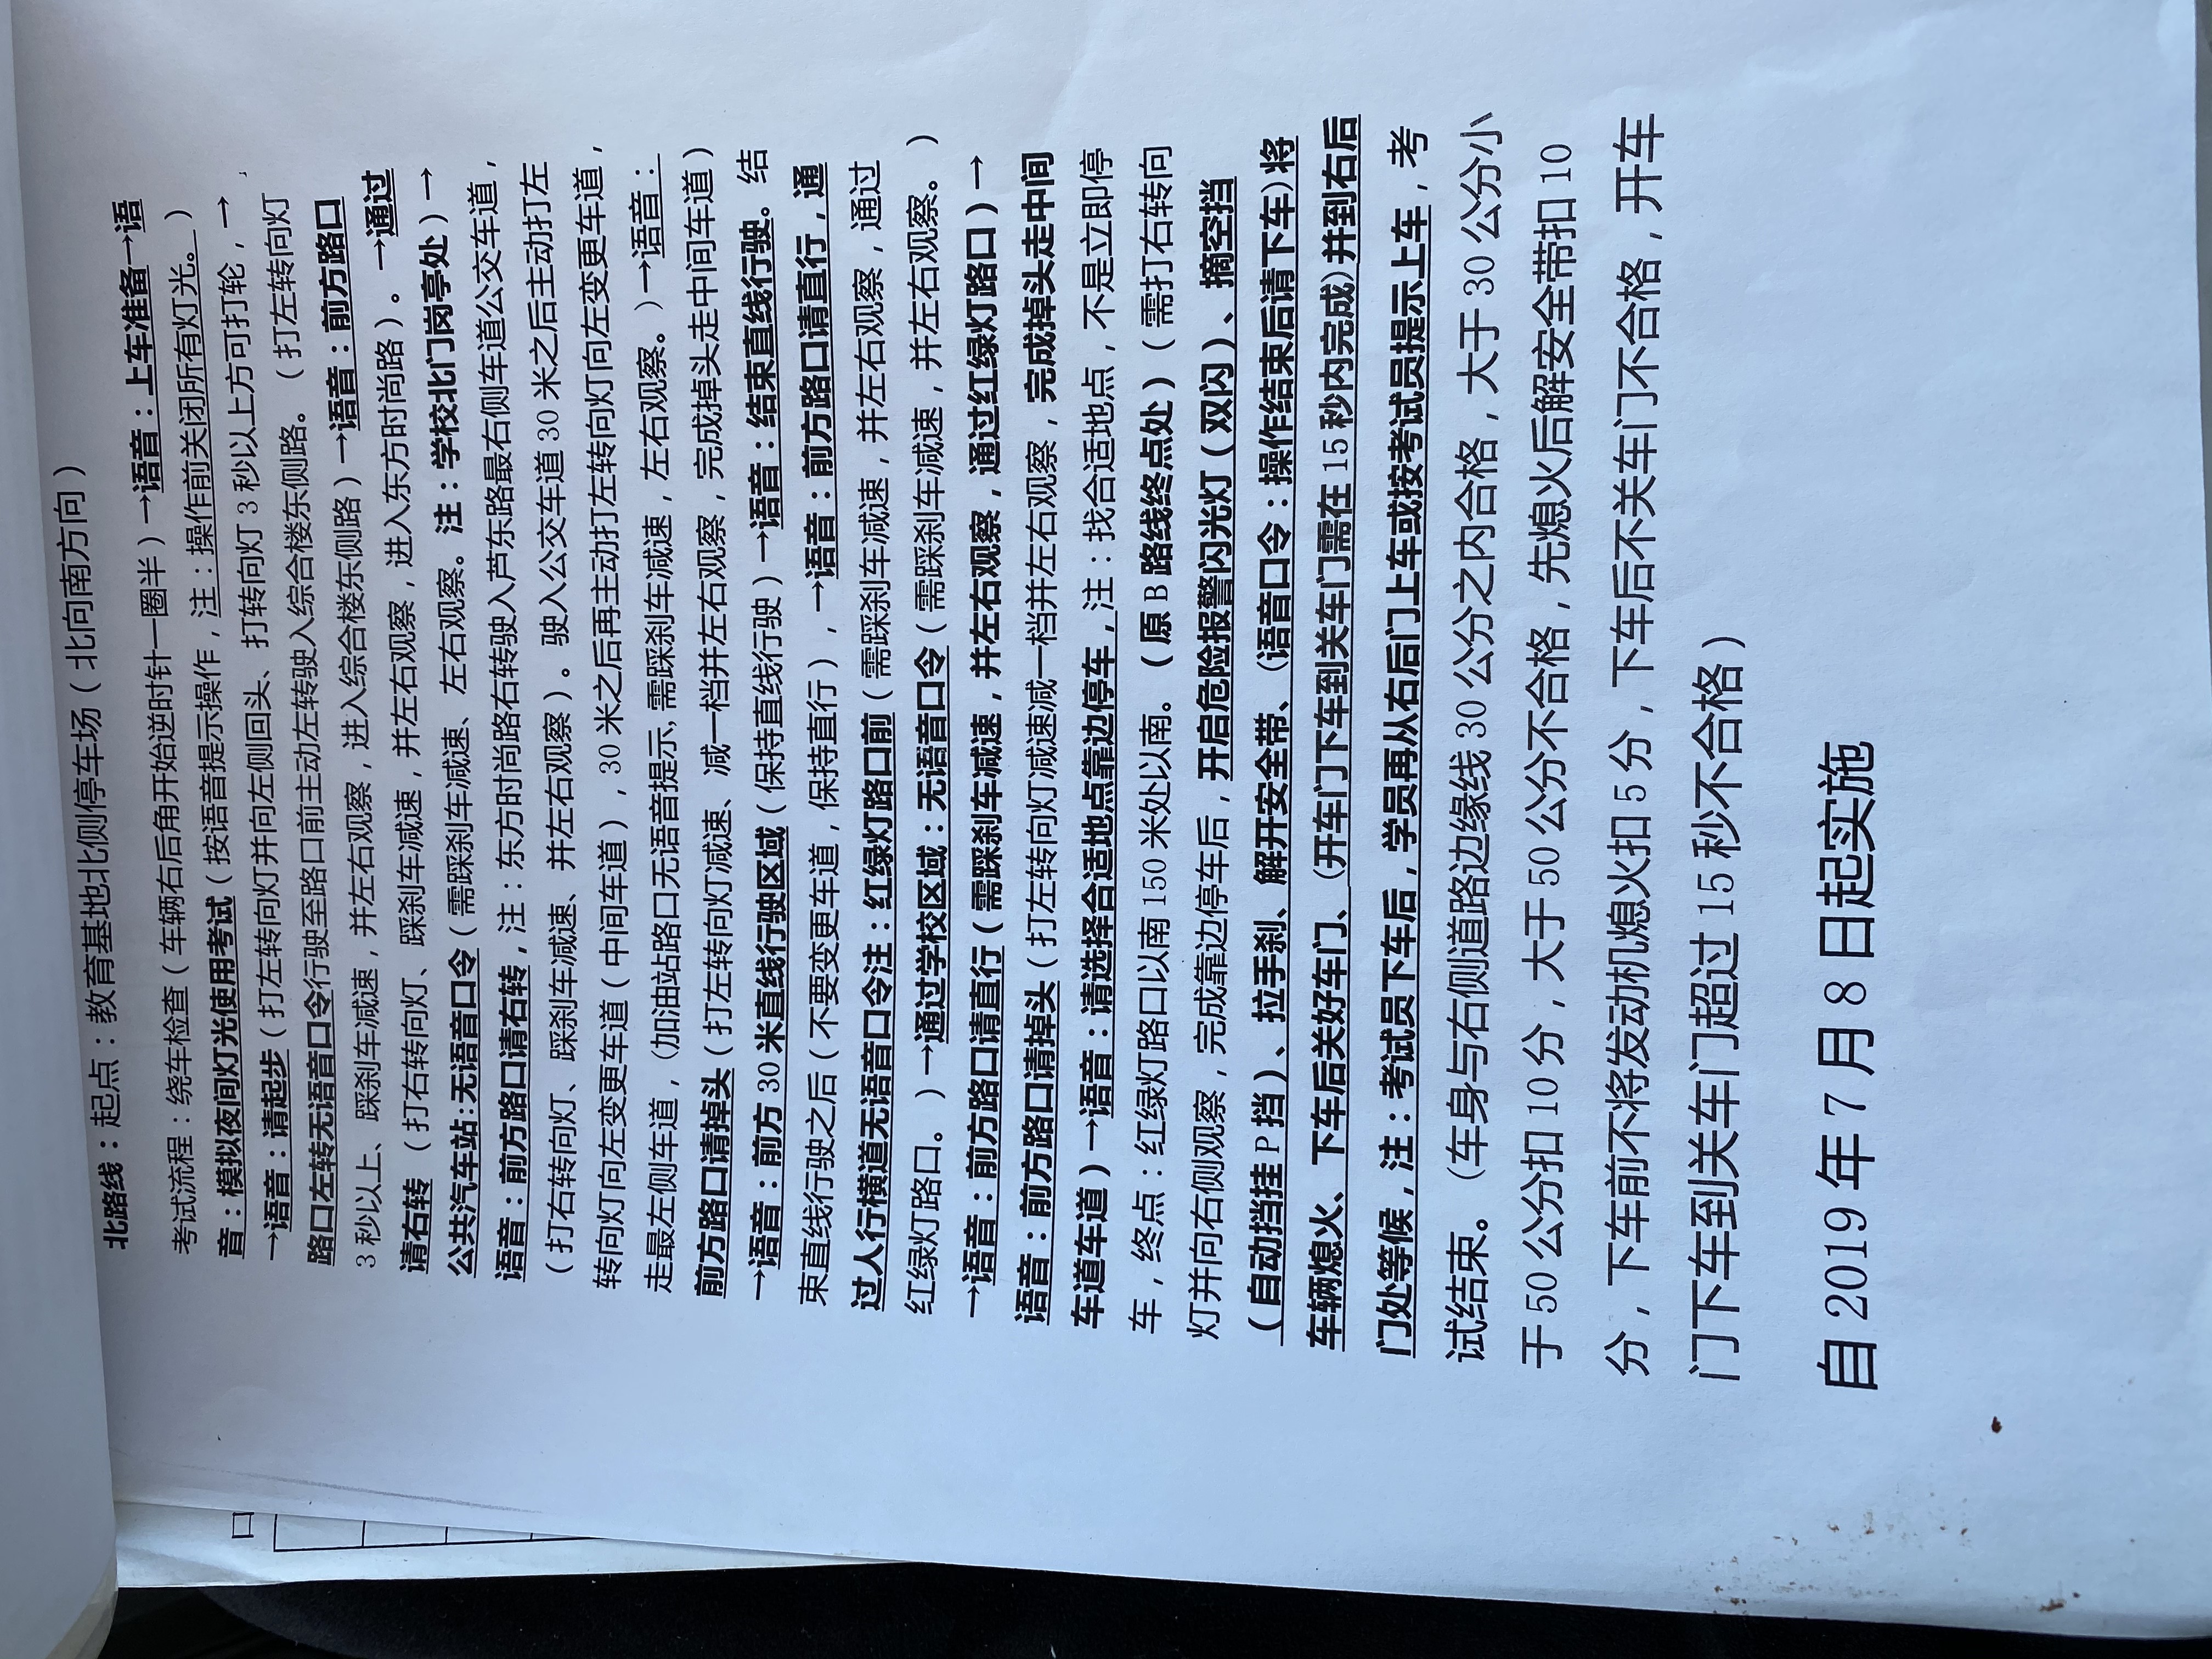 北路线：起点：教育基地北侧停车场（北向南方向）
考试流程：绕车检查（车辆右后角开始逆时针一圈半）→语音：上车准备→语
音：模拟夜间灯光使用考试（按语音提示操作，注：操作前关闭所有灯光。）
→语音：请起步（打左转向灯并向左侧回头、打转向灯3秒以上方可打轮，→
路口左转无语音口令行驶至路口前主动左转驶入综合楼东侧路。（打左转向灯
3秒以上、踩刹车减速，并左右观察，进入综合楼东侧路）→语音：前方路口
请右转 （打右转向灯、踩刹车减速，并左右观察，进入东方时尚路）。→通过
公共汽车站:无语音口令（需踩刹车减速、左右观察。注：学校北门岗亭处）→
语音：前方路口请右转，注：东方时尚路右转驶入芦东路最右侧车道公交车道，
（打右转向灯、踩刹车减速、并左右观察）。驶入公交车道30米之后主动打左
转向灯向左变更车道（中间车道），30米之后再主动打左转向灯向左变更车道，
走最左侧车道，(加油站路口无语音提示,需踩刹车减速，左右观察。)→语音：
前方路口请掉头（打左转向灯减速、减一档并左右观察，完成掉头走中间车道）
→语音：前方30米直线行驶区域（保持直线行驶）→语音：结束直线行驶。结
束直线行驶之后（不要变更车道，保持直行），→语音：前方路口请直行，通
过人行横道无语音口令注：红绿灯路口前（需踩刹车减速，并左右观察，通过
红绿灯路口。）→通过学校区域：无语音口令（需踩刹车减速，并左右观察。）
→语音：前方路口请直行（需踩刹车减速，并左右观察，通过红绿灯路口）→
语音：前方路口请掉头（打左转向灯减速减一档并左右观察，完成掉头走中间
车道车道）→语音：请选择合适地点靠边停车，注：找合适地点，不是立即停
车，终点：红绿灯路口以南150米处以南。（原B路线终点处）（需打右转向
灯并向右侧观察，完成靠边停车后，开启危险报警闪光灯（双闪）、摘空挡
（自动挡挂P挡）、拉手刹、解开安全带、(语音口令：操作结束后请下车)将
车辆熄火、下车后关好车门、(开车门下车到关车门需在15秒内完成)并到右后
门处等候，注：考试员下车后，学员再从右后门上车或按考试员提示上车，考
试结束。（车身与右侧道路边缘线30公分之内合格，大于30公分小
于50公分扣10分，大于50公分不合格，先熄火后解安全带扣10
分，下车前不将发动机熄火扣5分，下车后不关车门不合格，开车
门下车到关车门超过15秒不合格）
自2019年7月8日起实施
口